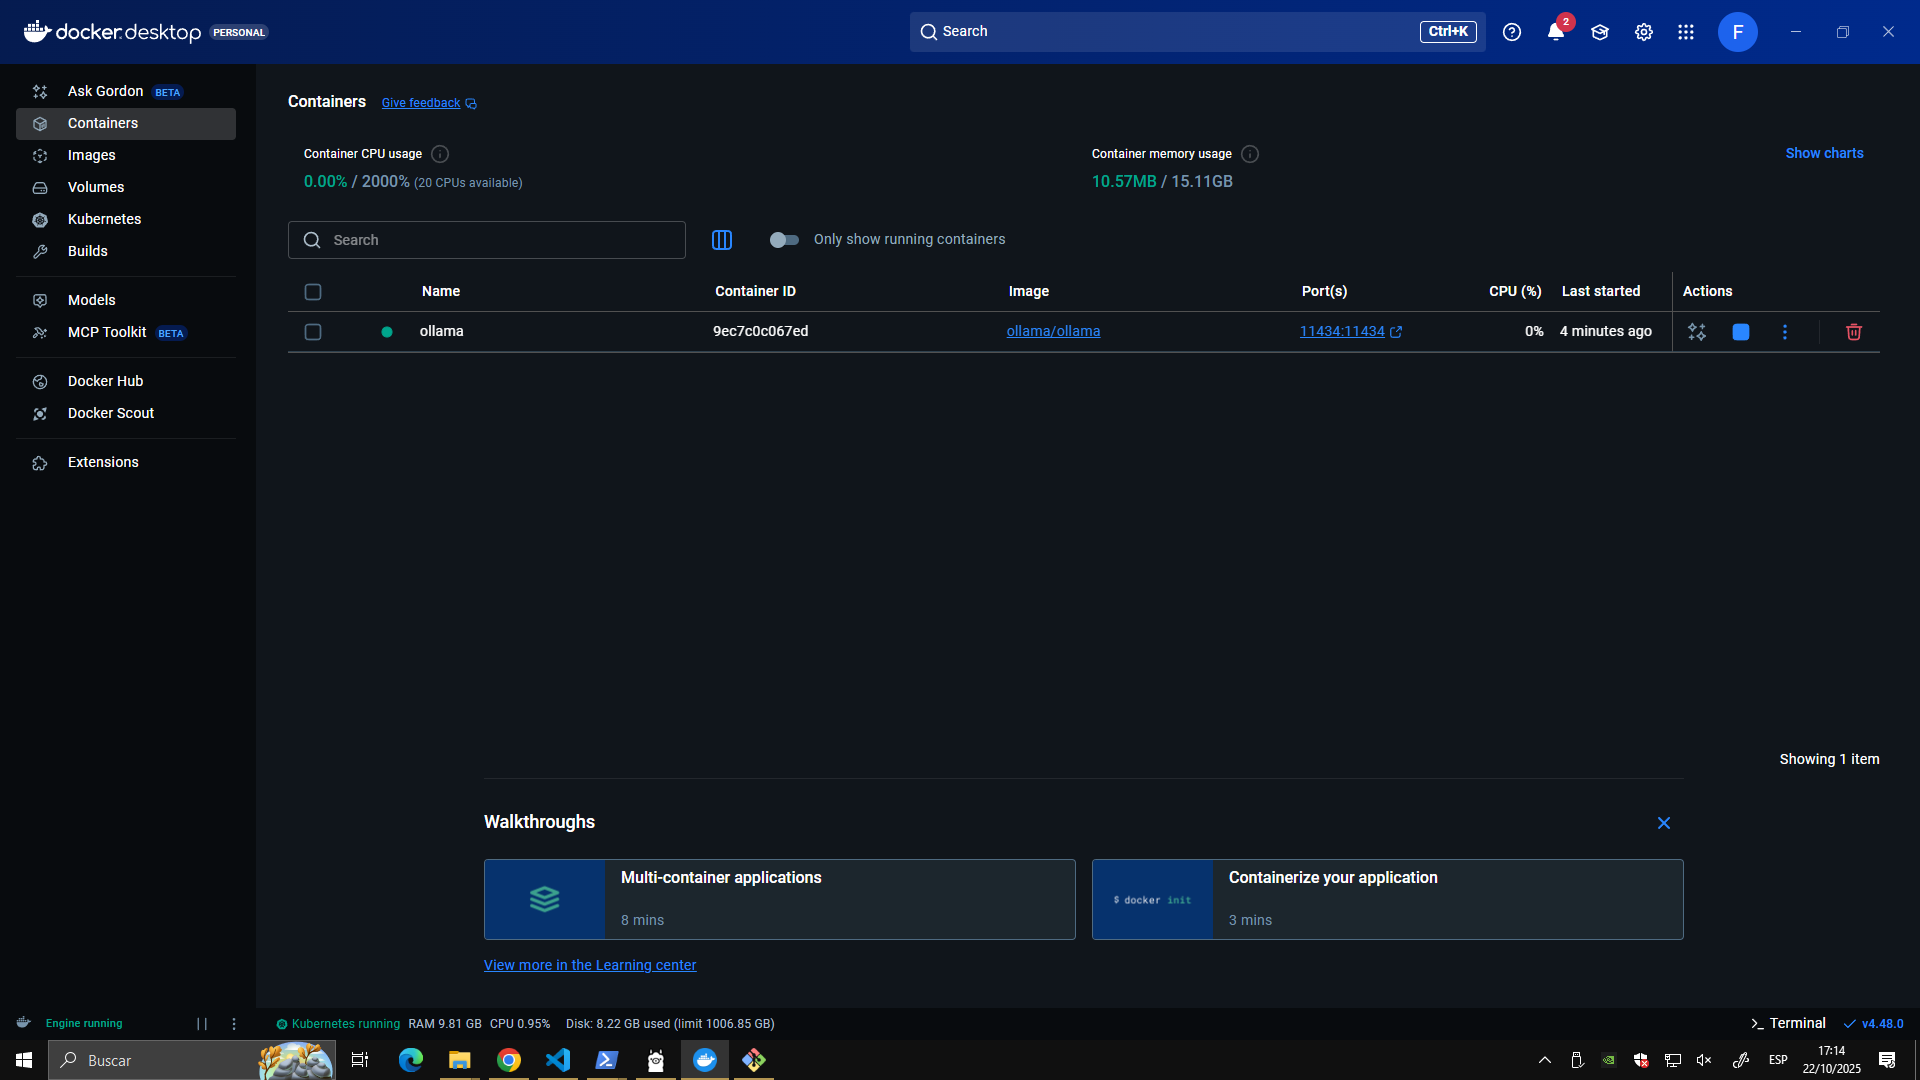 docker.desktop PERSONAL
Search Ctrl+K
2
F
Ask Gordon BETA
Containers
Images
Volumes
Kubernetes
Builds
Models
MCP Toolkit BETA
Docker Hub
Docker Scout
Extensions
Containers Give feedback
Container CPU usage
0.00% / 2000% (20 CPUs available)
Container memory usage
10.57MB / 15.11GB
Show charts
Search
Only show running containers
Name Container ID Image Port(s) CPU (%) Last started Actions
ollama 9ec7c0c067ed ollama/ollama 11434:11434 0% 4 minutes ago
Showing 1 item
Walkthroughs
Multi-container applications
8 mins
$ docker init
Containerize your application
3 mins
View more in the Learning center
Engine running
Kubernetes running RAM 9.81 GB CPU 0.95% Disk: 8.22 GB used (limit 1006.85 GB)
Terminal v4.48.0
Buscar
ESP
17:14
22/10/2025